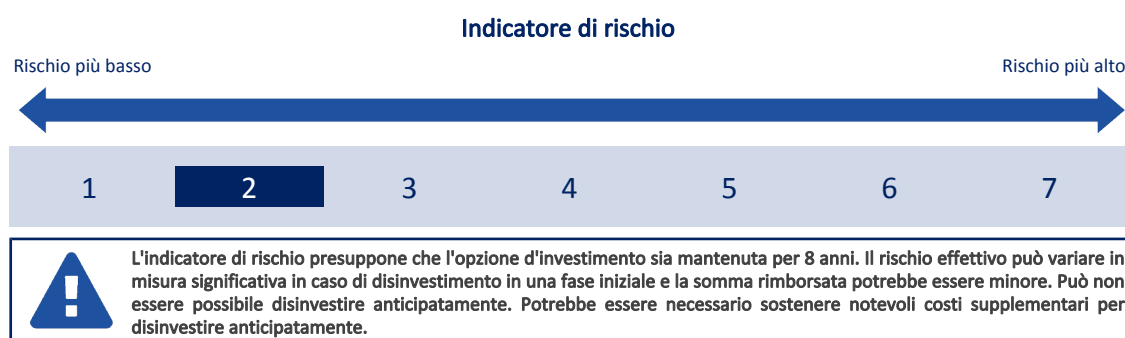 Indicatore di rischio
Rischio più basso
Rischio più alto
1 2 3 4 5 6 7
L'indicatore di rischio presuppone che l'opzione d'investimento sia mantenuta per 8 anni. Il rischio effettivo può variare in
misura significativa in caso di disinvestimento in una fase iniziale e la somma rimborsata potrebbe essere minore. Può non
essere possibile disinvestire anticipatamente. Potrebbe essere necessario sostenere notevoli costi supplementari per
disinvestire anticipatamente.